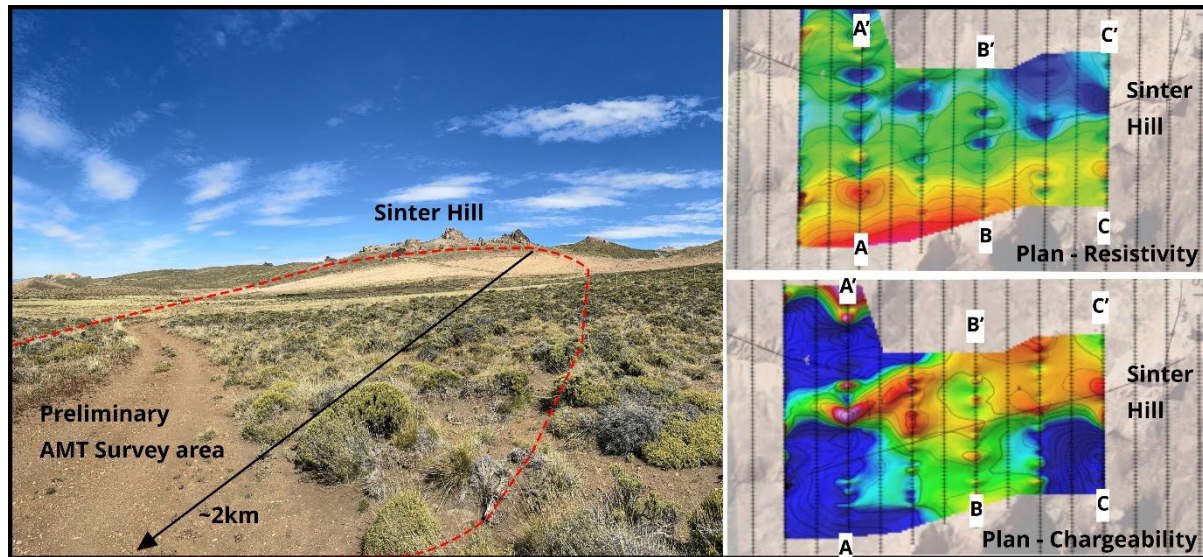 Sinter Hill
Preliminary
AMT Survey area
~2km
A'
B'
C'
Sinter
Hill
A
B
C
Plan - Resistivity
A'
B'
C'
Sinter
Hill
A
B
C
Plan - Chargeability